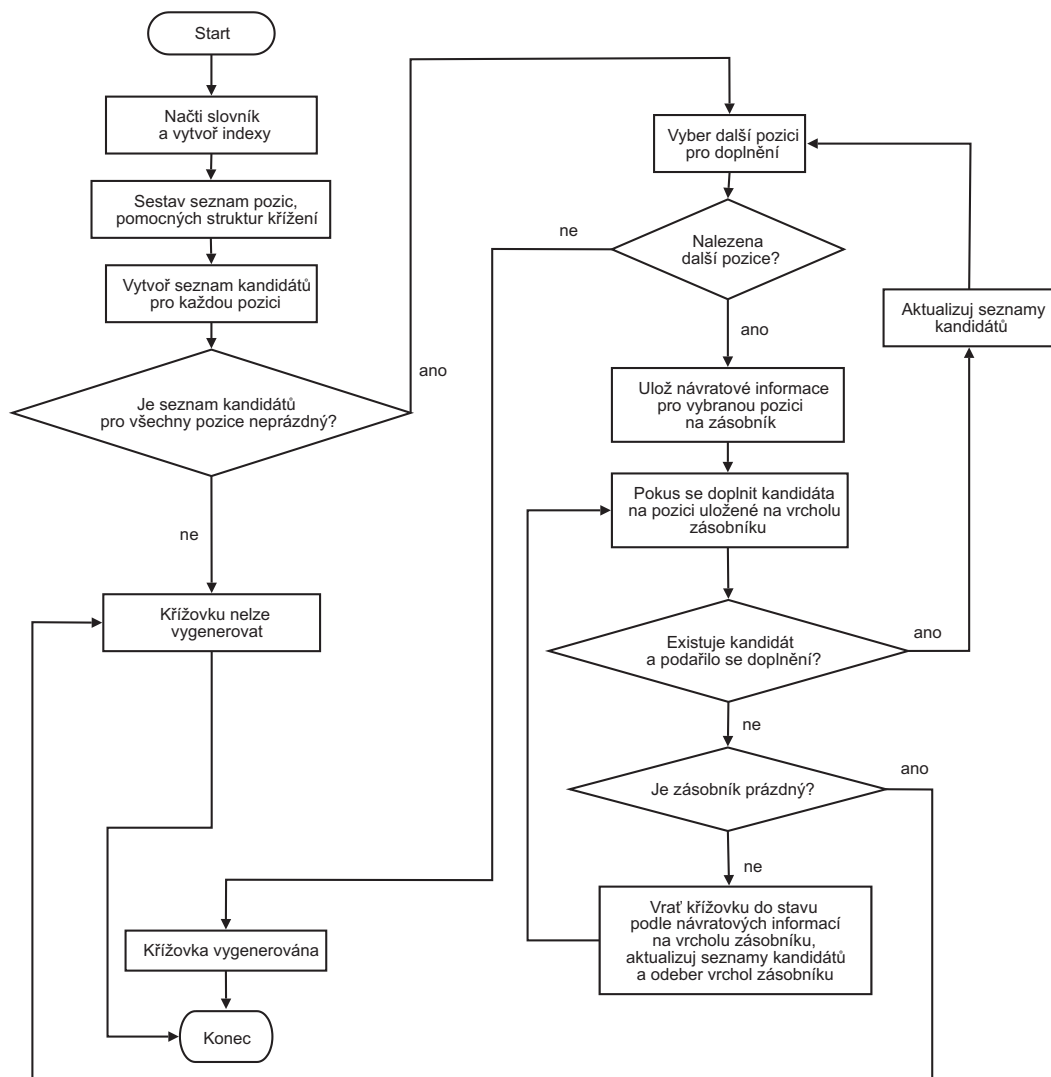 Start
Načti slovník
a vytvoř indexy
Sestav seznam pozic,
pomocných struktur křížení
Vytvoř seznam kandidátů
pro každou pozici
Je seznam kandidátů
pro všechny pozice neprázdný?
ano
ne
Křížovku nelze
vygenerovat
Vyber další pozici
pro doplnění
Nalezena
další pozice?
ne
ano
Ulož návratové informace
pro vybranou pozici
na zásobník
Pokus se doplnit kandidáta
na pozici uložené na vrcholu
zásobníku
Existuje kandidát
a podařilo se doplnění?
ano
Aktualizuj seznamy
kandidátů
ne
Je zásobník prázdný?
ano
ne
Vrať křížovku do stavu
podle návratových informací
na vrcholu zásobníku,
aktualizuj seznamy kandidátů
a odeber vrchol zásobníku
Křížovka vygenerována
Konec